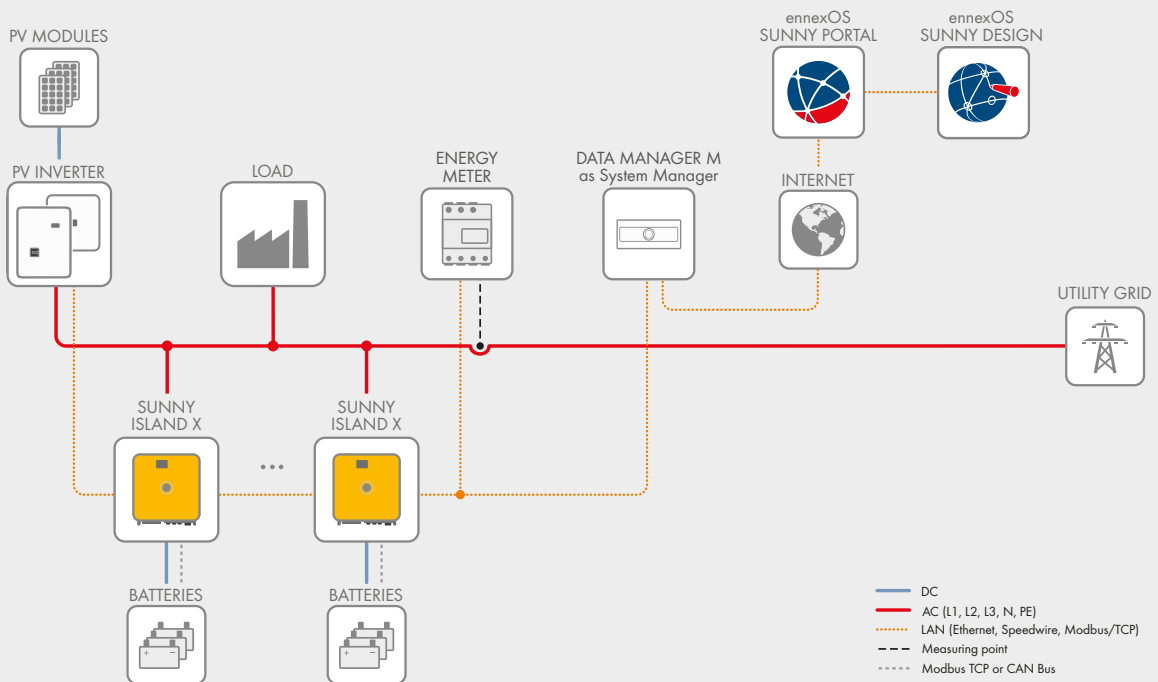 ennexOS
SUNNY PORTAL
ennexOS
SUNNY DESIGN
PV MODULES
PV INVERTER
LOAD
ENERGY
METER
DATA MANAGER M
as System Manager
INTERNET
UTILITY GRID
SUNNY
ISLAND X
SUNNY
ISLAND X
...
BATTERIES
BATTERIES
DC
AC (L1, L2, L3, N, PE)
LAN (Ethernet, Speedwire, Modbus/TCP)
Measuring point
Modbus TCP or CAN Bus